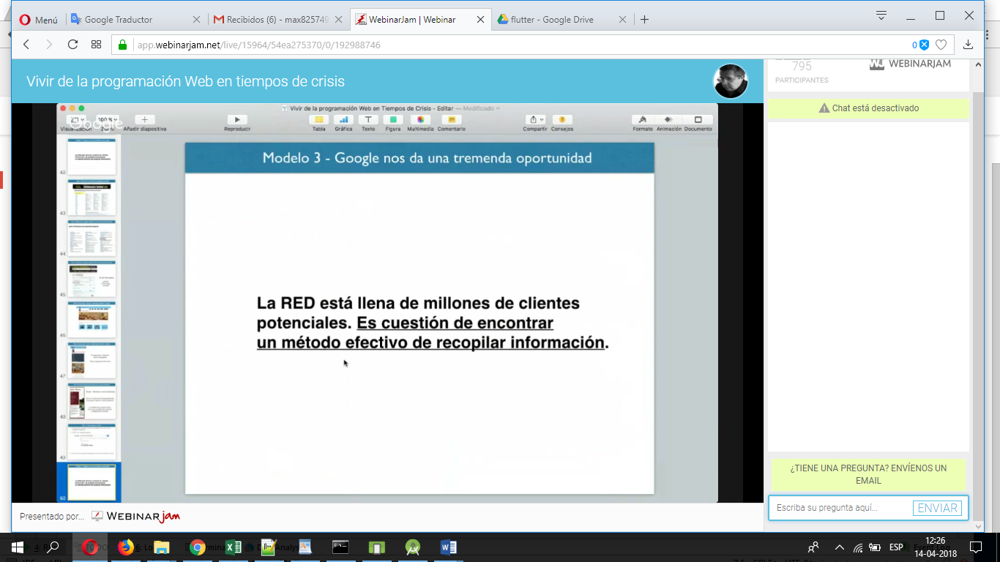 Menú
Google Traductor
Recibidos (6) - max825749
WebinarJam | Webinar
flutter - Google Drive
app.webinarjam.net/live/15964/54ea275370/0/192988746
0
Vivir de la programación Web en tiempos de crisis
795
PARTICIPANTES
WEBINARJAM
Chat está desactivado
Vivir de la programación Web en Tiempos de Crisis - Editar — Modificado
Google
100 %
Añadir diapositiva
Reproducir
Tabla
Gráfica
Texto
Figura
Multimedia
Comentario
Compartir
Consejos
Formato
Animación
Documento
42
43
44
45
46
47
48
49
50
Modelo 3 - Google nos da una tremenda oportunidad
La RED está llena de millones de clientes
potenciales. Es cuestión de encontrar
un método efectivo de recopilar información.
¿TIENE UNA PREGUNTA? ENVÍENOS UN
EMAIL
Escriba su pregunta aquí...
ENVIAR
Presentado por...
WEBINARjam
ESP
12:26
14-04-2018